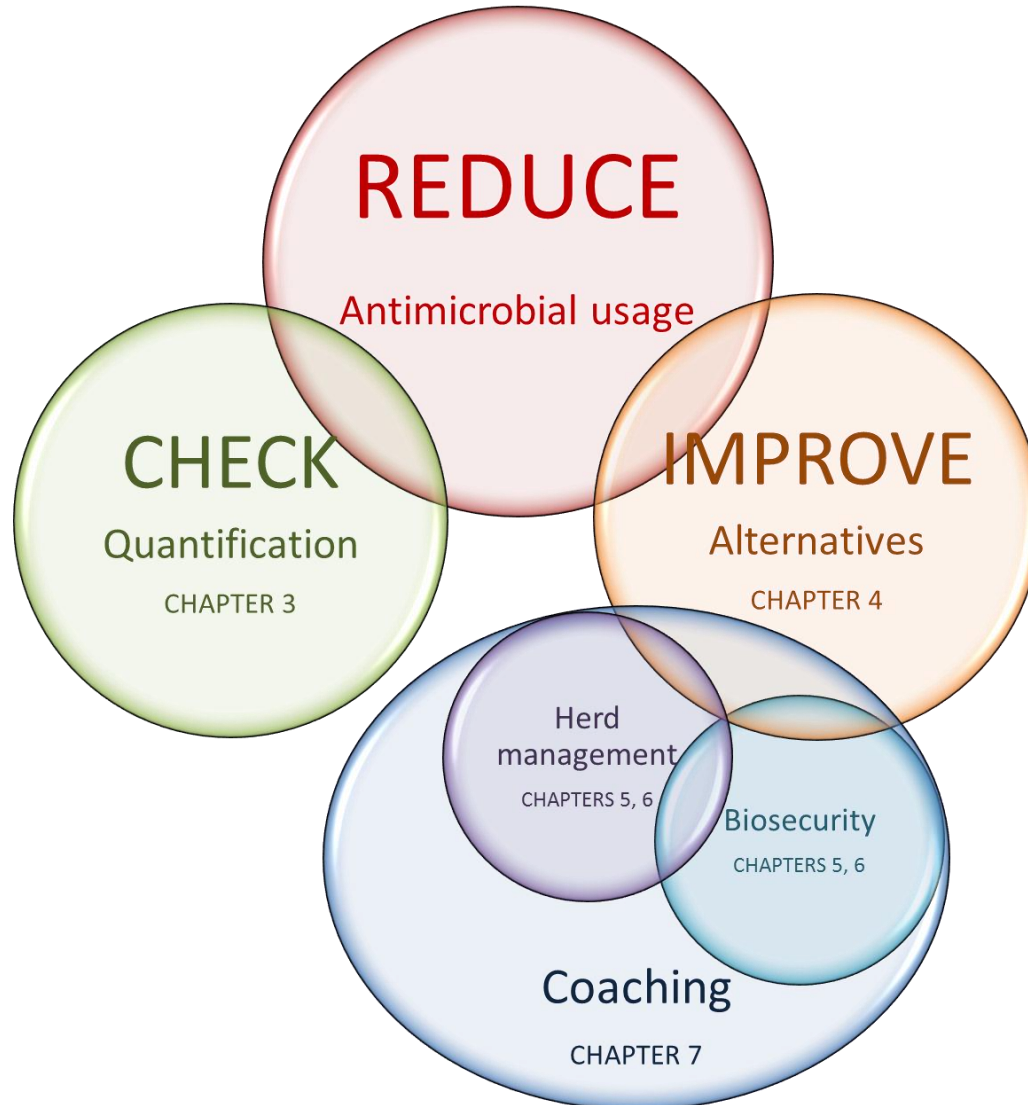 REDUCE
Antimicrobial usage
CHECK
Quantification
CHAPTER 3
IMPROVE
Alternatives
CHAPTER 4
Herd
management
CHAPTERS 5, 6
Biosecurity
CHAPTERS 5, 6
Coaching
CHAPTER 7